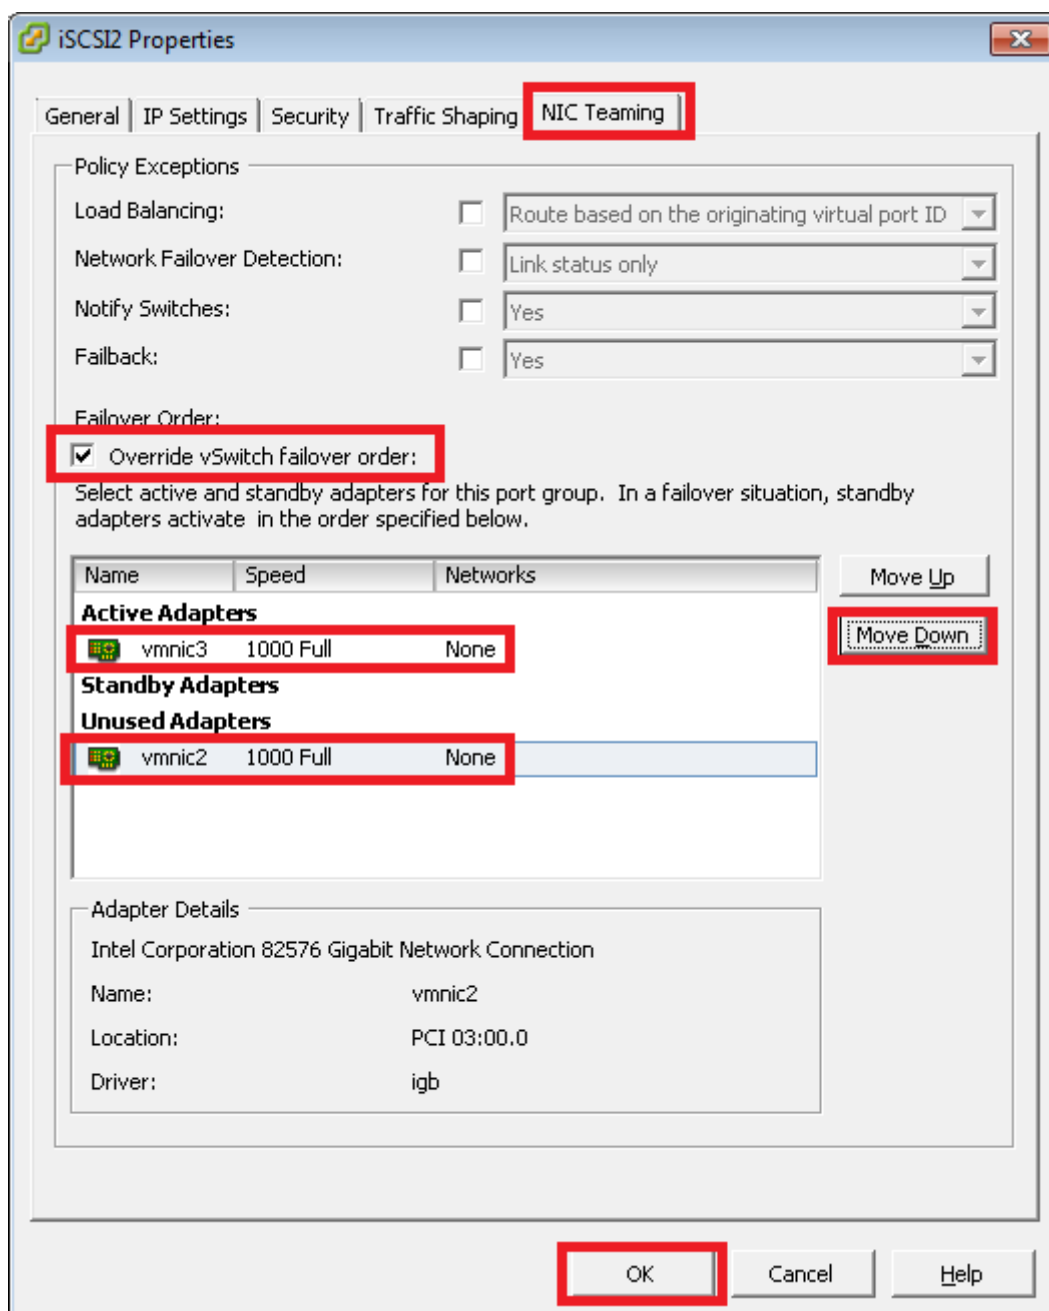 iSCSI2 Properties
General IP Settings Security Traffic Shaping NIC Teaming
Policy Exceptions
Load Balancing: Route based on the originating virtual port ID
Network Failover Detection: Link status only
Notify Switches: Yes
Failback: Yes
Failover Order:
Override vSwitch failover order:
Select active and standby adapters for this port group. In a failover situation, standby
adapters activate in the order specified below.
Name Speed Networks
Move Up
Active Adapters
vmnic3 1000 Full None
Move Down
Standby Adapters
Unused Adapters
vmnic2 1000 Full None
Adapter Details
Intel Corporation 82576 Gigabit Network Connection
Name: vmnic2
Location: PCI 03:00.0
Driver: igb
OK Cancel Help